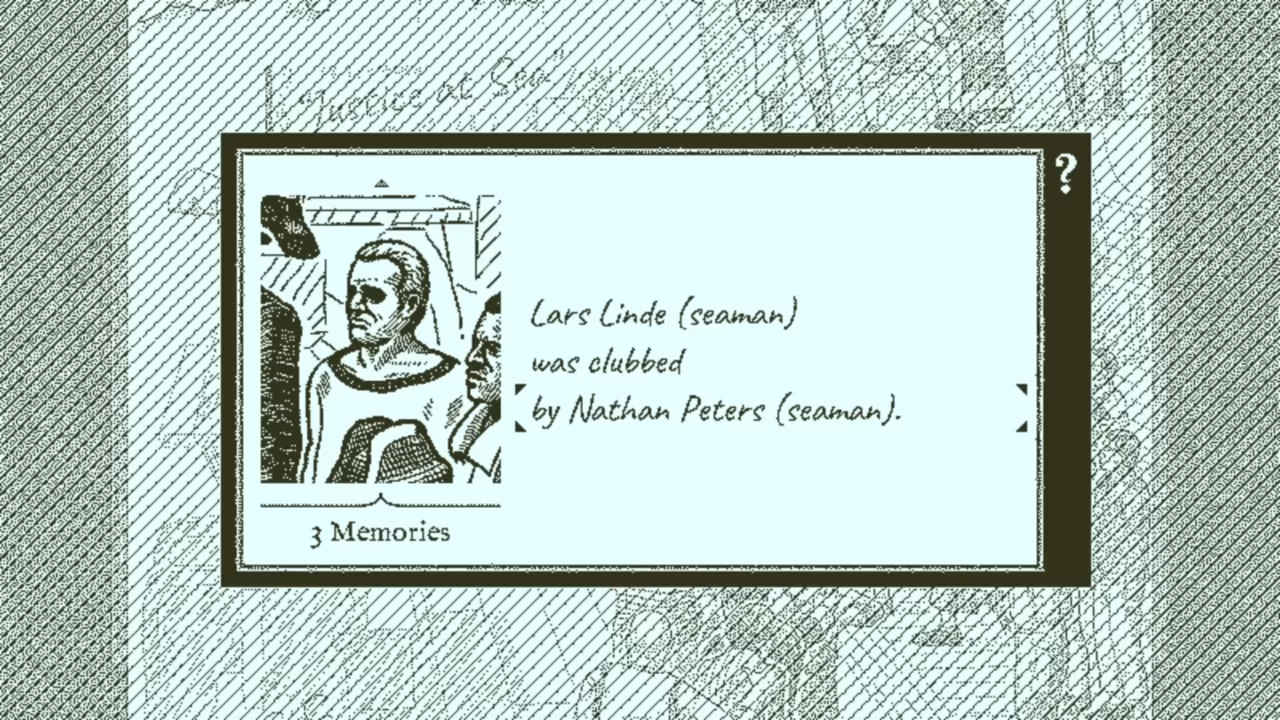 "Justice at Sea"
?
Lars Linde (seaman)
was clubbed
by Nathan Peters (seaman).
3 Memories